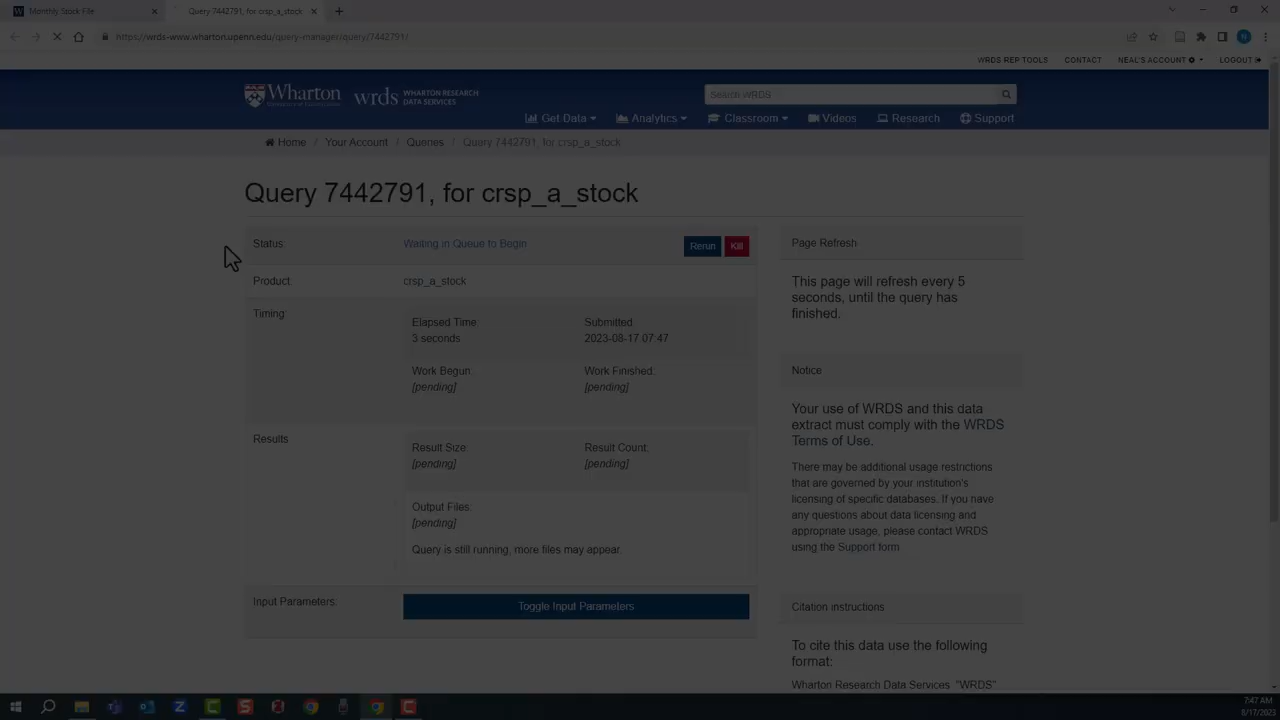 Monthly Stock File
Query 7442791, for crsp_a_stock
https://wrds-www.wharton.upenn.edu/query-manager/query/7442791/
WRDS REP TOOLS CONTACT NEAL'S ACCOUNT LOGOUT
Wharton wrds WHARTON RESEARCH
DATA SERVICES
Search WRDS
Get Data Analytics Classroom Videos Research Support
Home / Your Account / Queries / Query 7442791, for crsp_a_stock
Query 7442791, for crsp_a_stock
Status: Waiting in Queue to Begin Rerun Kill
Product: crsp_a_stock
Timing:
Elapsed Time: Submitted
3 seconds 2023-08-17 07:47
Work Begun: Work Finished:
[pending] [pending]
Results
Result Size: Result Count:
[pending] [pending]
Output Files:
[pending]
Query is still running, more files may appear
Input Parameters: Toggle Input Parameters
Page Refresh
This page will refresh every 5
seconds, until the query has
finished.
Notice
Your use of WRDS and this data
extract must comply with the WRDS
Terms of Use.
There may be additional usage restrictions
that are governed by your institution's
licensing of specific databases. If you have
any questions about data licensing and
appropriate usage, please contact WRDS
using the Support form
Citation instructions
To cite this data use the following
format:
Wharton Research Data Services. "WRDS"
7:47 AM